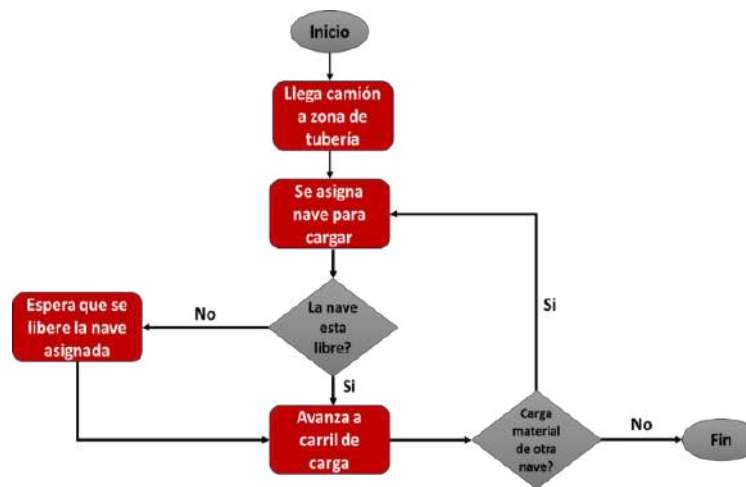 Inicio
Llega camión
a zona de
tubería
Se asigna
nave para
cargar
La nave
esta
libre?
No
Espera que se
libere la nave
asignada
Si
Avanza a
carril de
carga
Carga
material
de otra
nave?
Si
No
Fin